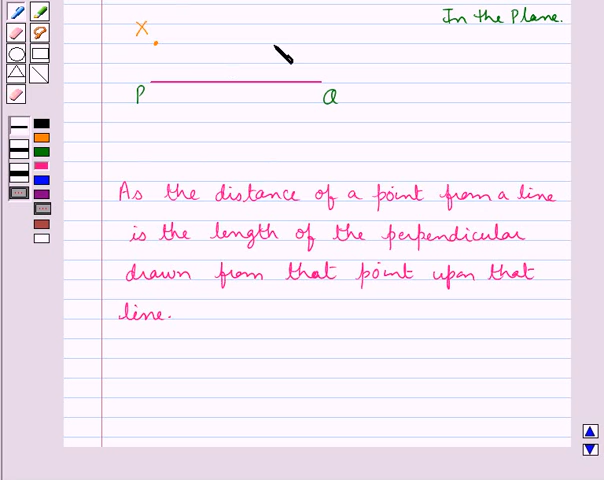 In the Plane.
X
P
Q
As the distance of a point from a line
is the length of the perpendicular
drawn from that point upon that
line.